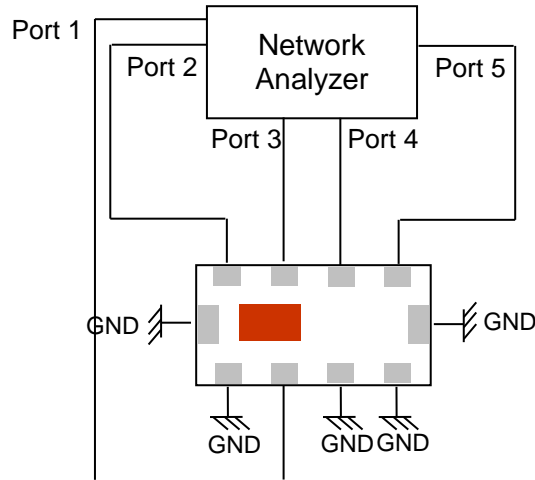 Port 1
Network
Analyzer
Port 2
Port 5
Port 3
Port 4
GND
GND
GND
GND
GND